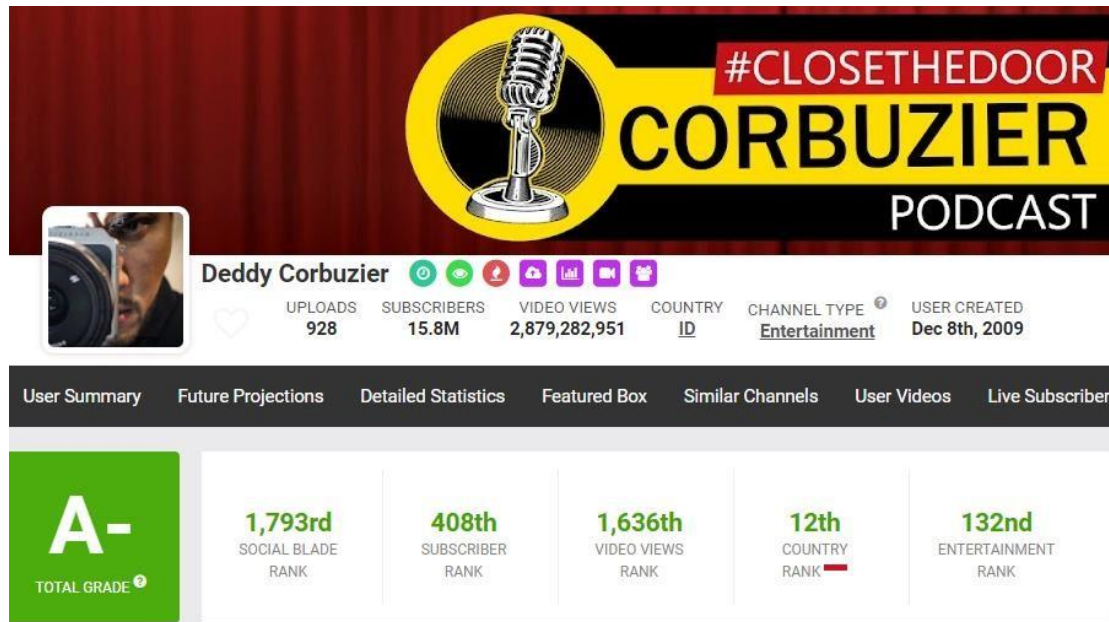 #CLOSETHEDOOR
CORBUZIER
PODCAST
Deddy Corbuzier
UPLOADS
928
SUBSCRIBERS
15.8M
VIDEO VIEWS
2,879,282,951
COUNTRY
ID
CHANNEL TYPE ?
Entertainment
USER CREATED
Dec 8th, 2009
User Summary
Future Projections
Detailed Statistics
Featured Box
Similar Channels
User Videos
Live Subscriber
A-
TOTAL GRADE ?
1,793rd
SOCIAL BLADE
RANK
408th
SUBSCRIBER
RANK
1,636th
VIDEO VIEWS
RANK
12th
COUNTRY
RANK
132nd
ENTERTAINMENT
RANK